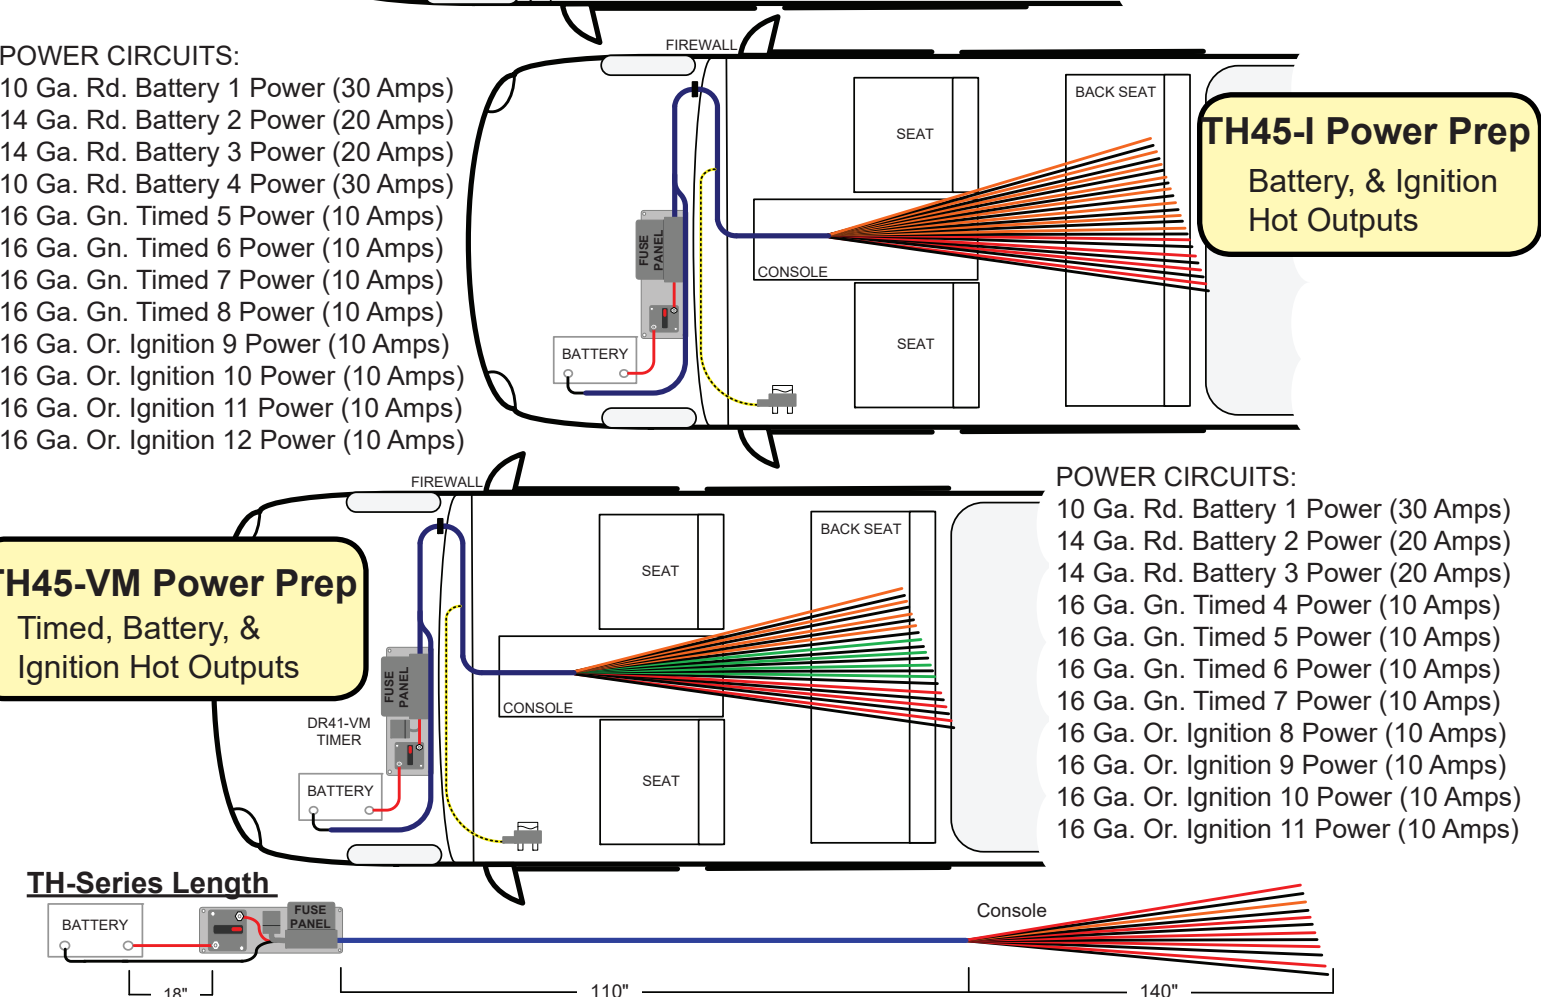 POWER CIRCUITS:
10 Ga. Rd. Battery 1 Power (30 Amps)
14 Ga. Rd. Battery 2 Power (20 Amps)
14 Ga. Rd. Battery 3 Power (20 Amps)
10 Ga. Rd. Battery 4 Power (30 Amps)
16 Ga. Gn. Timed 5 Power (10 Amps)
16 Ga. Gn. Timed 6 Power (10 Amps)
16 Ga. Gn. Timed 7 Power (10 Amps)
16 Ga. Gn. Timed 8 Power (10 Amps)
16 Ga. Or. Ignition 9 Power (10 Amps)
16 Ga. Or. Ignition 10 Power (10 Amps)
16 Ga. Or. Ignition 11 Power (10 Amps)
16 Ga. Or. Ignition 12 Power (10 Amps)
FIREWALL
SEAT
BACK SEAT
FUSE
PANEL
CONSOLE
BATTERY
SEAT
TH45-I Power Prep
Battery, & Ignition
Hot Outputs
TH45-VM Power Prep
Timed, Battery, &
Ignition Hot Outputs
FIREWALL
SEAT
BACK SEAT
FUSE
PANEL
CONSOLE
DR41-VM
TIMER
BATTERY
SEAT
POWER CIRCUITS:
10 Ga. Rd. Battery 1 Power (30 Amps)
14 Ga. Rd. Battery 2 Power (20 Amps)
14 Ga. Rd. Battery 3 Power (20 Amps)
16 Ga. Gn. Timed 4 Power (10 Amps)
16 Ga. Gn. Timed 5 Power (10 Amps)
16 Ga. Gn. Timed 6 Power (10 Amps)
16 Ga. Gn. Timed 7 Power (10 Amps)
16 Ga. Or. Ignition 8 Power (10 Amps)
16 Ga. Or. Ignition 9 Power (10 Amps)
16 Ga. Or. Ignition 10 Power (10 Amps)
16 Ga. Or. Ignition 11 Power (10 Amps)
TH-Series Length
BATTERY
FUSE
PANEL
Console
18"
110"
140"